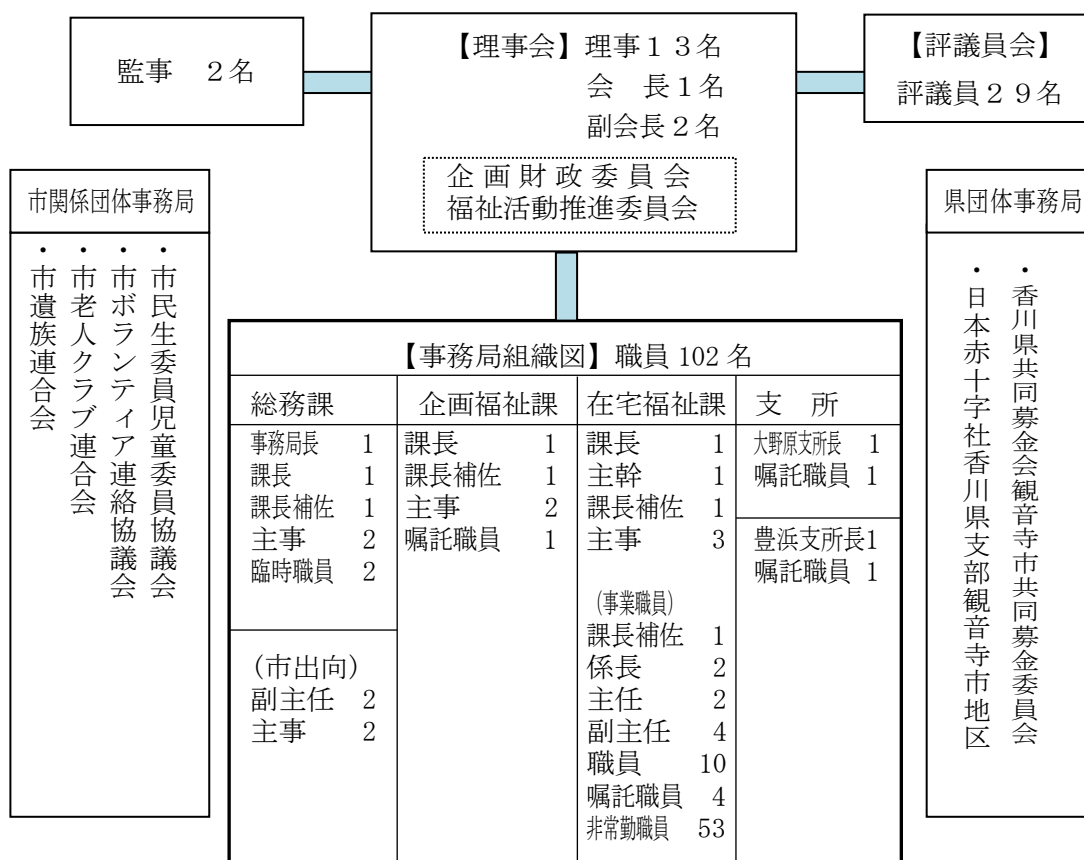 監事　２名
【理事会】理事１３名
会　長１名
副会長２名
企画財政委員会
福祉活動推進委員会
【評議員会】
評議員２９名
市関係団体事務局
・市民生委員児童委員協議会
・市ボランティア連絡協議会
・市老人クラブ連合会
・市遺族連合会
県団体事務局
・香川県共同募金会観音寺市共同募金委員会
・日本赤十字社香川県支部観音寺市地区
【事務局組織図】職員 102 名
総務課
事務局長　1
課長　1
課長補佐　1
主事　2
臨時職員　2
(市出向)
副主任　2
主事　2
企画福祉課
課長　1
課長補佐　1
主事　2
嘱託職員　1
在宅福祉課
課長　1
主幹　1
課長補佐　1
主事　3
(事業職員)
課長補佐　1
係長　2
主任　2
副主任　4
職員　10
嘱託職員　4
非常勤職員　53
支　所
大野原支所長　1
嘱託職員　1
豊浜支所長1
嘱託職員　1